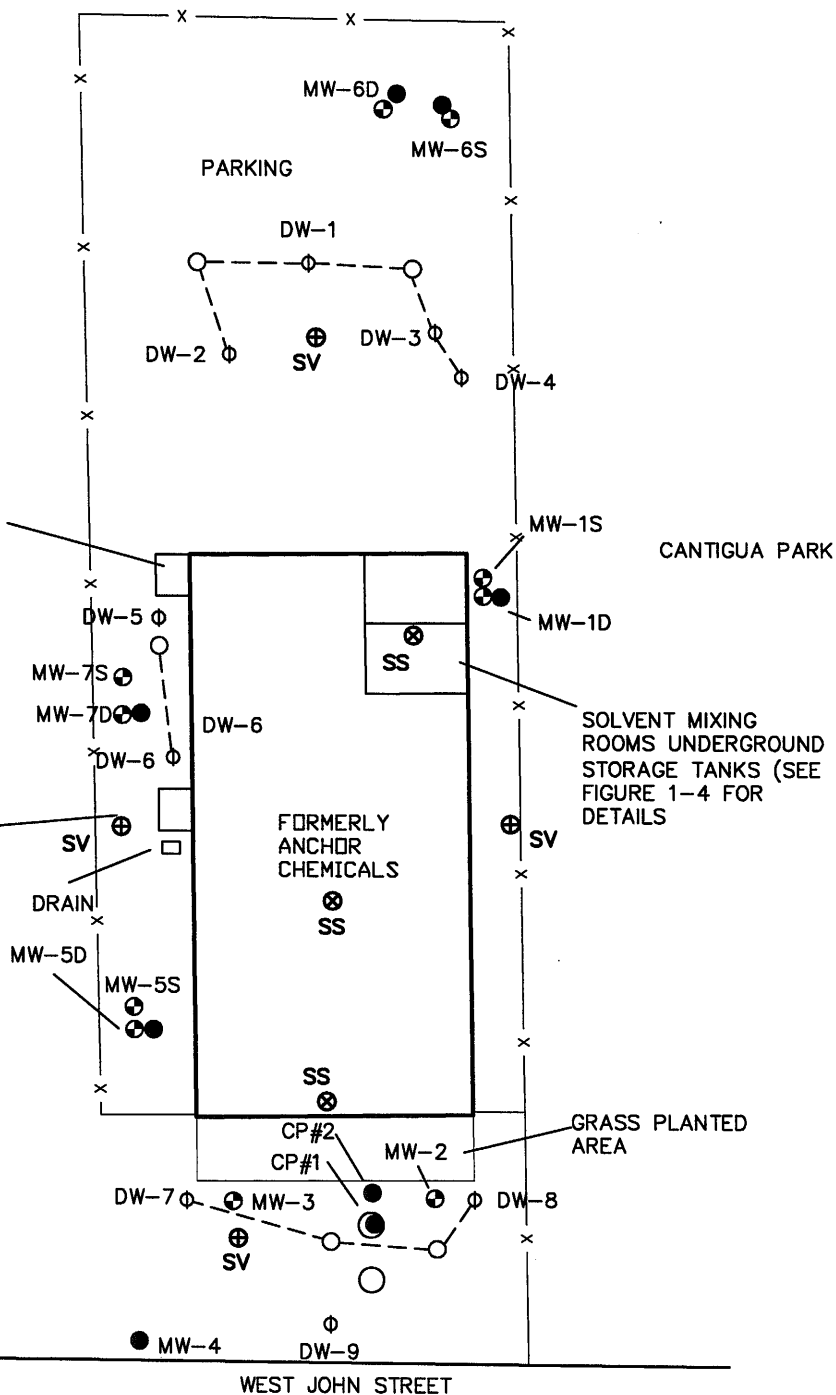 MW-6D
MW-6S
PARKING
DW-1
DW-2
SV
DW-3
DW-4
MW-1S
CANTIGUA PARK
MW-1D
DW-5
SS
MW-7S
MW-7D
DW-6
DW-6
SOLVENT MIXING
ROOMS UNDERGROUND
STORAGE TANKS (SEE
FIGURE 1-4 FOR
DETAILS
SV
FORMERLY
ANCHOR
CHEMICALS
SV
DRAIN
SS
MW-5D
MW-5S
SS
GRASS PLANTED
AREA
CP#2
CP#1
MW-2
DW-7
MW-3
DW-8
SV
MW-4
DW-9
WEST JOHN STREET